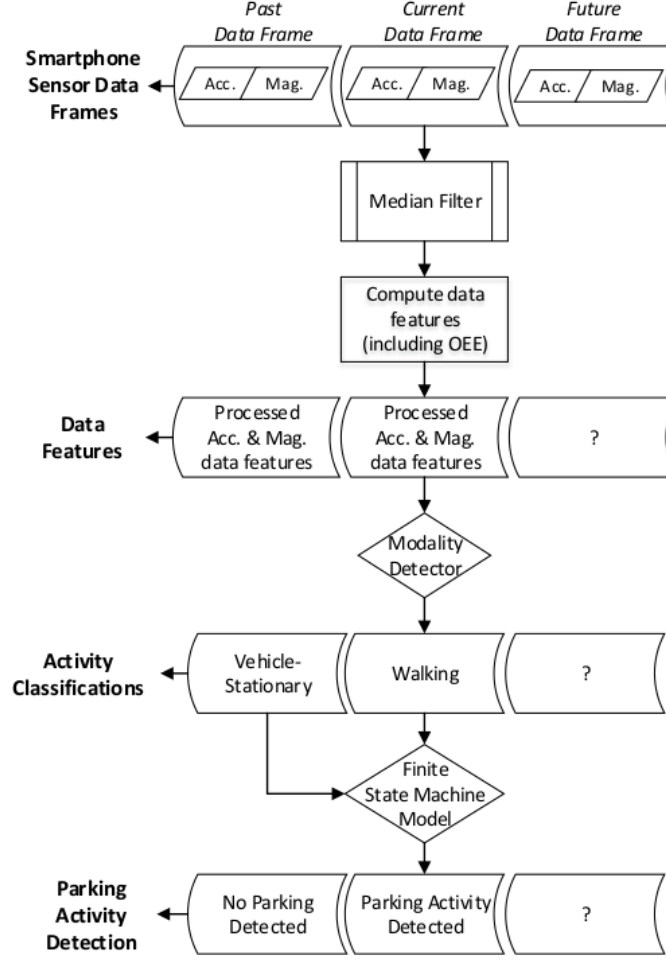 Past
Data Frame
Current
Data Frame
Future
Data Frame
Smartphone
Sensor Data
Frames
Acc. Mag.
Acc. Mag.
Acc. Mag.
Median Filter
Compute data
features
(including OEE)
Data
Features
Processed
Acc. & Mag.
data features
Processed
Acc. & Mag.
data features
?
Modality
Detector
Activity
Classifications
Vehicle-
Stationary
Walking
?
Finite
State Machine
Model
Parking
Activity
Detection
No Parking
Detected
Parking Activity
Detected
?